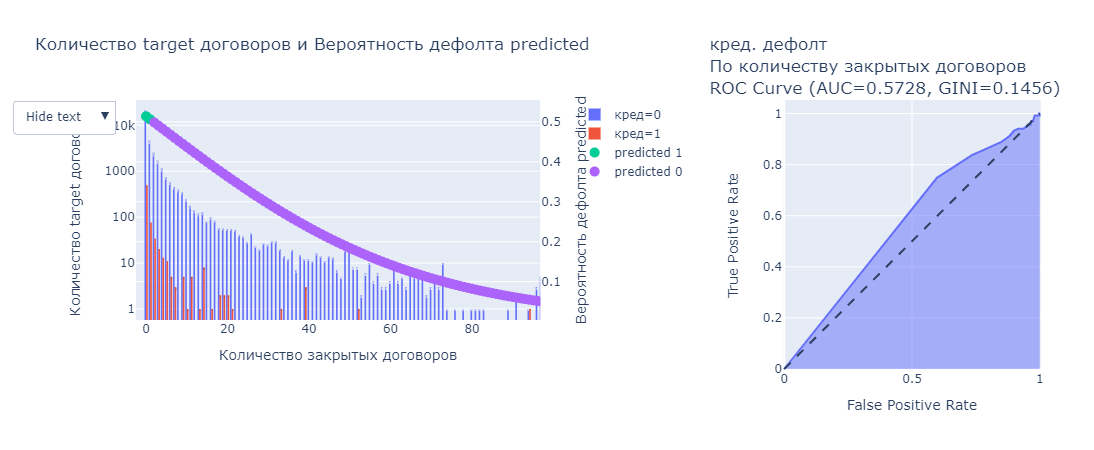 Количество target договоров и Вероятность дефолта predicted
Hide text
▼
10k
1000
100
10
1
Количество target догово
0
20
40
60
80
Количество закрытых договоров
0.5
0.4
0.3
0.2
0.1
Вероятность дефолта predicted
кред=0
кред=1
predicted 1
predicted 0
кред. дефолт
По количеству закрытых договоров
ROC Curve (AUC=0.5728, GINI=0.1456)
1
0.8
0.6
0.4
0.2
0
True Positive Rate
0
0.5
1
False Positive Rate